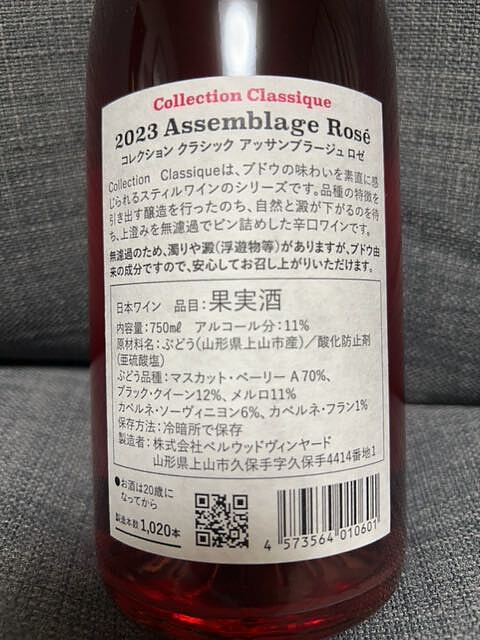 Collection Classique
2023 Assemblage Rosé
コレクション クラシック アッサンブラージュ ロゼ
Collection Classiqueは、ブドウの味わいを素直に感
じられるスティルワインのシリーズです。品種の特徴を
引き出す醸造を行ったのち、自然と澱が下がるのを待
ち、上澄みを無濾過でビン詰めした辛口ワインです。
無濾過のため、濁りや澱(浮遊物等)がありますが、ブドウ由
来の成分ですので、安心してお召し上がりいただけます。
日本ワイン 品目:果実酒
内容量:750mℓ アルコール分:11%
原材料名:ぶどう(山形県上山市産)/酸化防止剤
(亜硫酸塩)
ぶどう品種:マスカット・ベーリーA70%、
ブラック・クイーン12%、メルロ11%
カベルネ・ソーヴィニヨン6%、カベルネ・フラン1%
保存方法:冷暗所で保存
製造者:株式会社ベルウッドヴィンヤード
山形県上山市久保手字久保手4414番地1
●お酒は20歳に
なってから
製造本数 1,020本
4 573564 010601